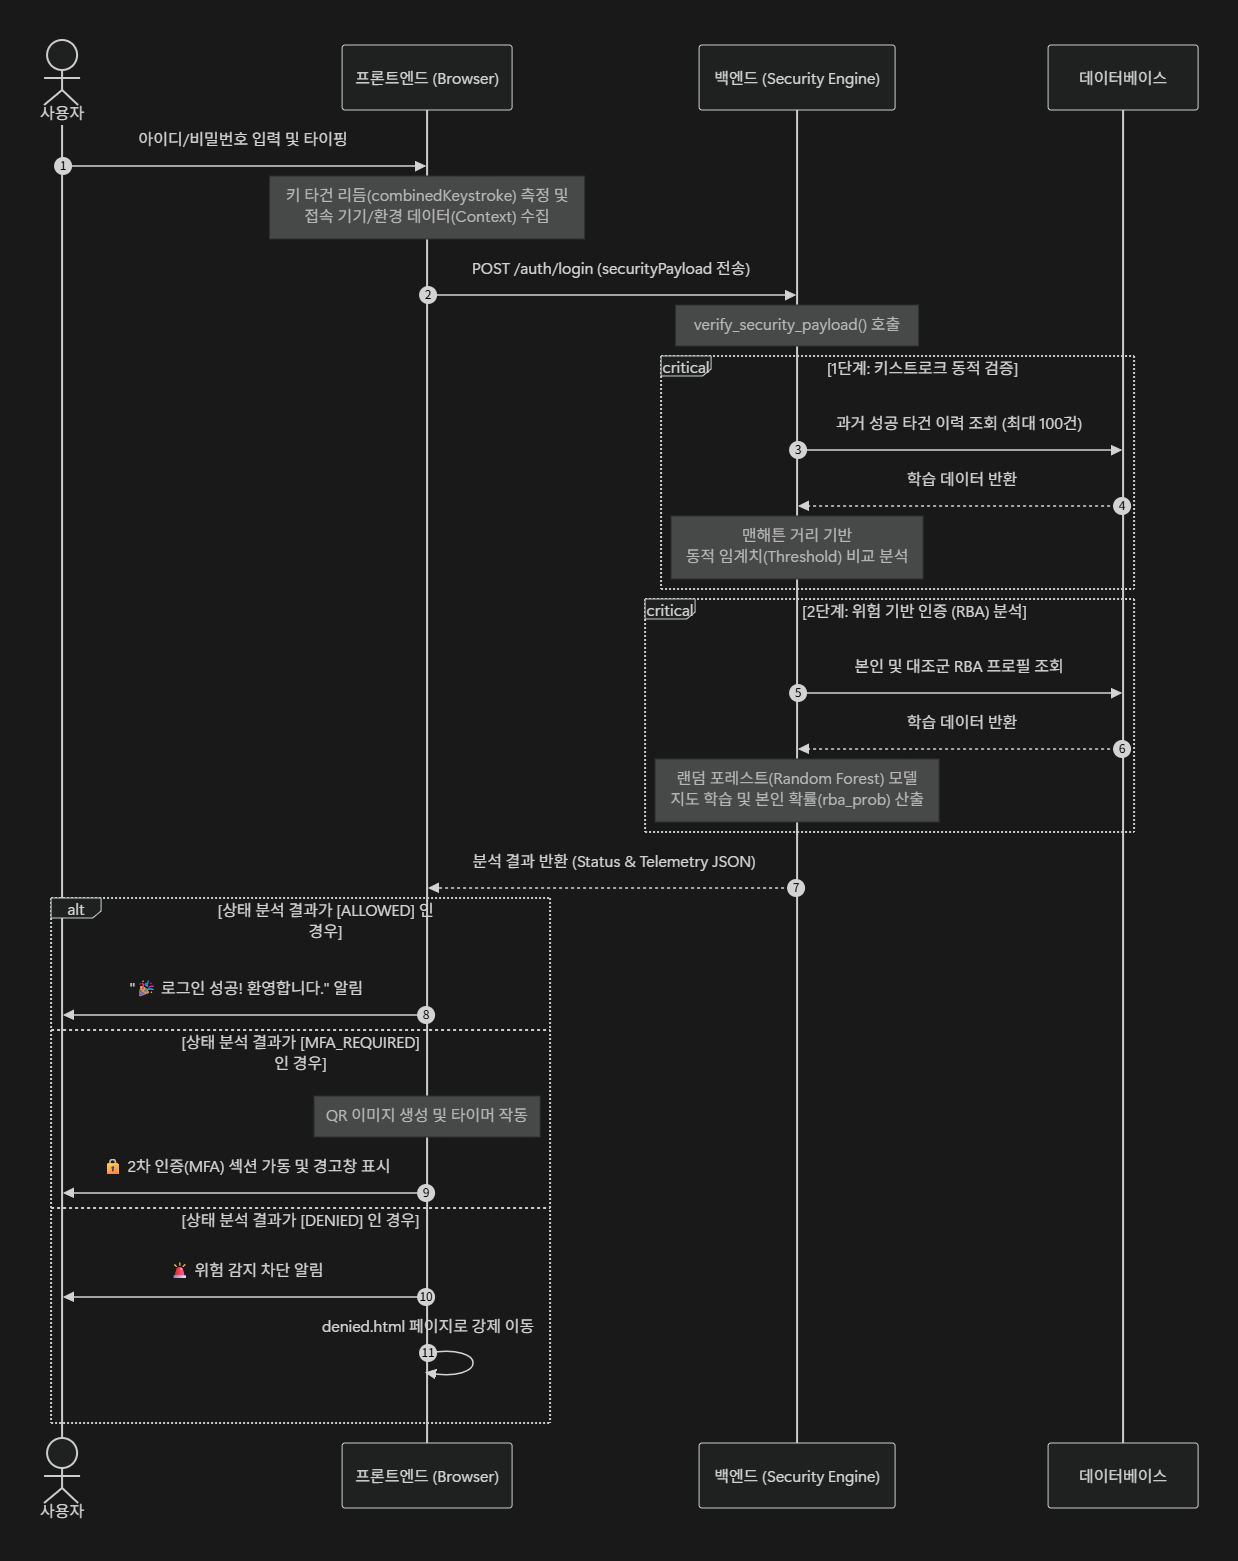 사용자
프론트엔드 (Browser)
백엔드 (Security Engine)
데이터베이스
아이디/비밀번호 입력 및 타이핑
1
키 타건 리듬(combinedKeystroke) 측정 및
접속 기기/환경 데이터(Context) 수집
POST /auth/login (securityPayload 전송)
2
verify_security_payload() 호출
critical
[1단계: 키스트로크 동적 검증]
과거 성공 타건 이력 조회 (최대 100건)
3
학습 데이터 반환
4
맨해튼 거리 기반
동적 임계치(Threshold) 비교 분석
critical
[2단계: 위험 기반 인증 (RBA) 분석]
본인 및 대조군 RBA 프로필 조회
5
학습 데이터 반환
6
랜덤 포레스트(Random Forest) 모델
지도 학습 및 본인 확률(rba_prob) 산출
분석 결과 반환 (Status & Telemetry JSON)
7
alt
[상태 분석 결과가 [ALLOWED] 인
경우]
"🎉 로그인 성공! 환영합니다." 알림
8
[상태 분석 결과가 [MFA_REQUIRED]
인 경우]
QR 이미지 생성 및 타이머 작동
🔒 2차 인증(MFA) 섹션 가동 및 경고창 표시
9
[상태 분석 결과가 [DENIED] 인 경우]
🚨 위험 감지 차단 알림
10
denied.html 페이지로 강제 이동
11
사용자
프론트엔드 (Browser)
백엔드 (Security Engine)
데이터베이스